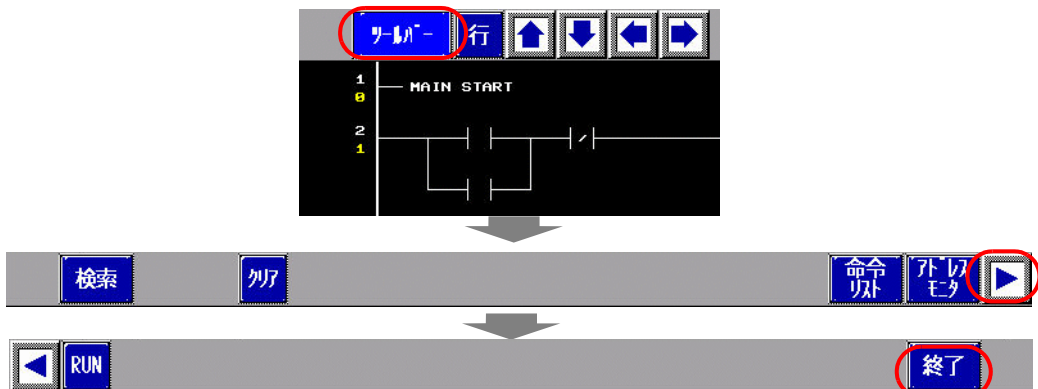 ツールバー 行
1 MAIN START
0
2
1
検索 クリア 命令リスト アドレスモニタ
RUN 終了